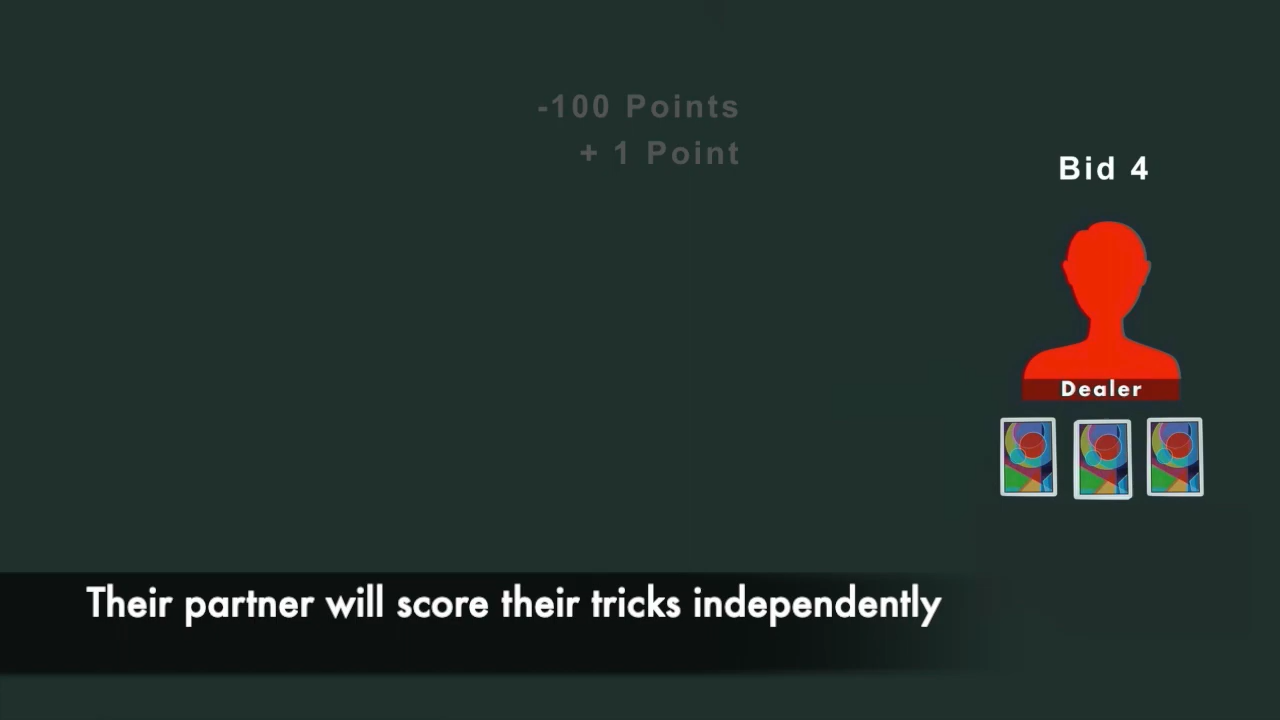 -100 Points
+ 1 Point
Bid 4
Dealer
Their partner will score their tricks independently